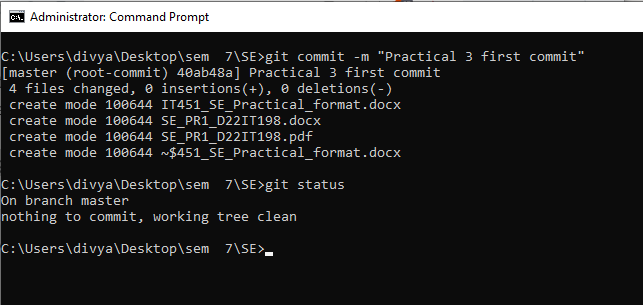 Administrator: Command Prompt
C:\Users\divya\Desktop\sem  7\SE>git commit -m "Practical 3 first commit"
[master (root-commit) 40ab48a] Practical 3 first commit
 4 files changed, 0 insertions(+), 0 deletions(-)
 create mode 100644 IT451_SE_Practical_format.docx
 create mode 100644 SE_PR1_D22IT198.docx
 create mode 100644 SE_PR1_D22IT198.pdf
 create mode 100644 ~$451_SE_Practical_format.docx
C:\Users\divya\Desktop\sem  7\SE>git status
On branch master
nothing to commit, working tree clean
C:\Users\divya\Desktop\sem  7\SE>